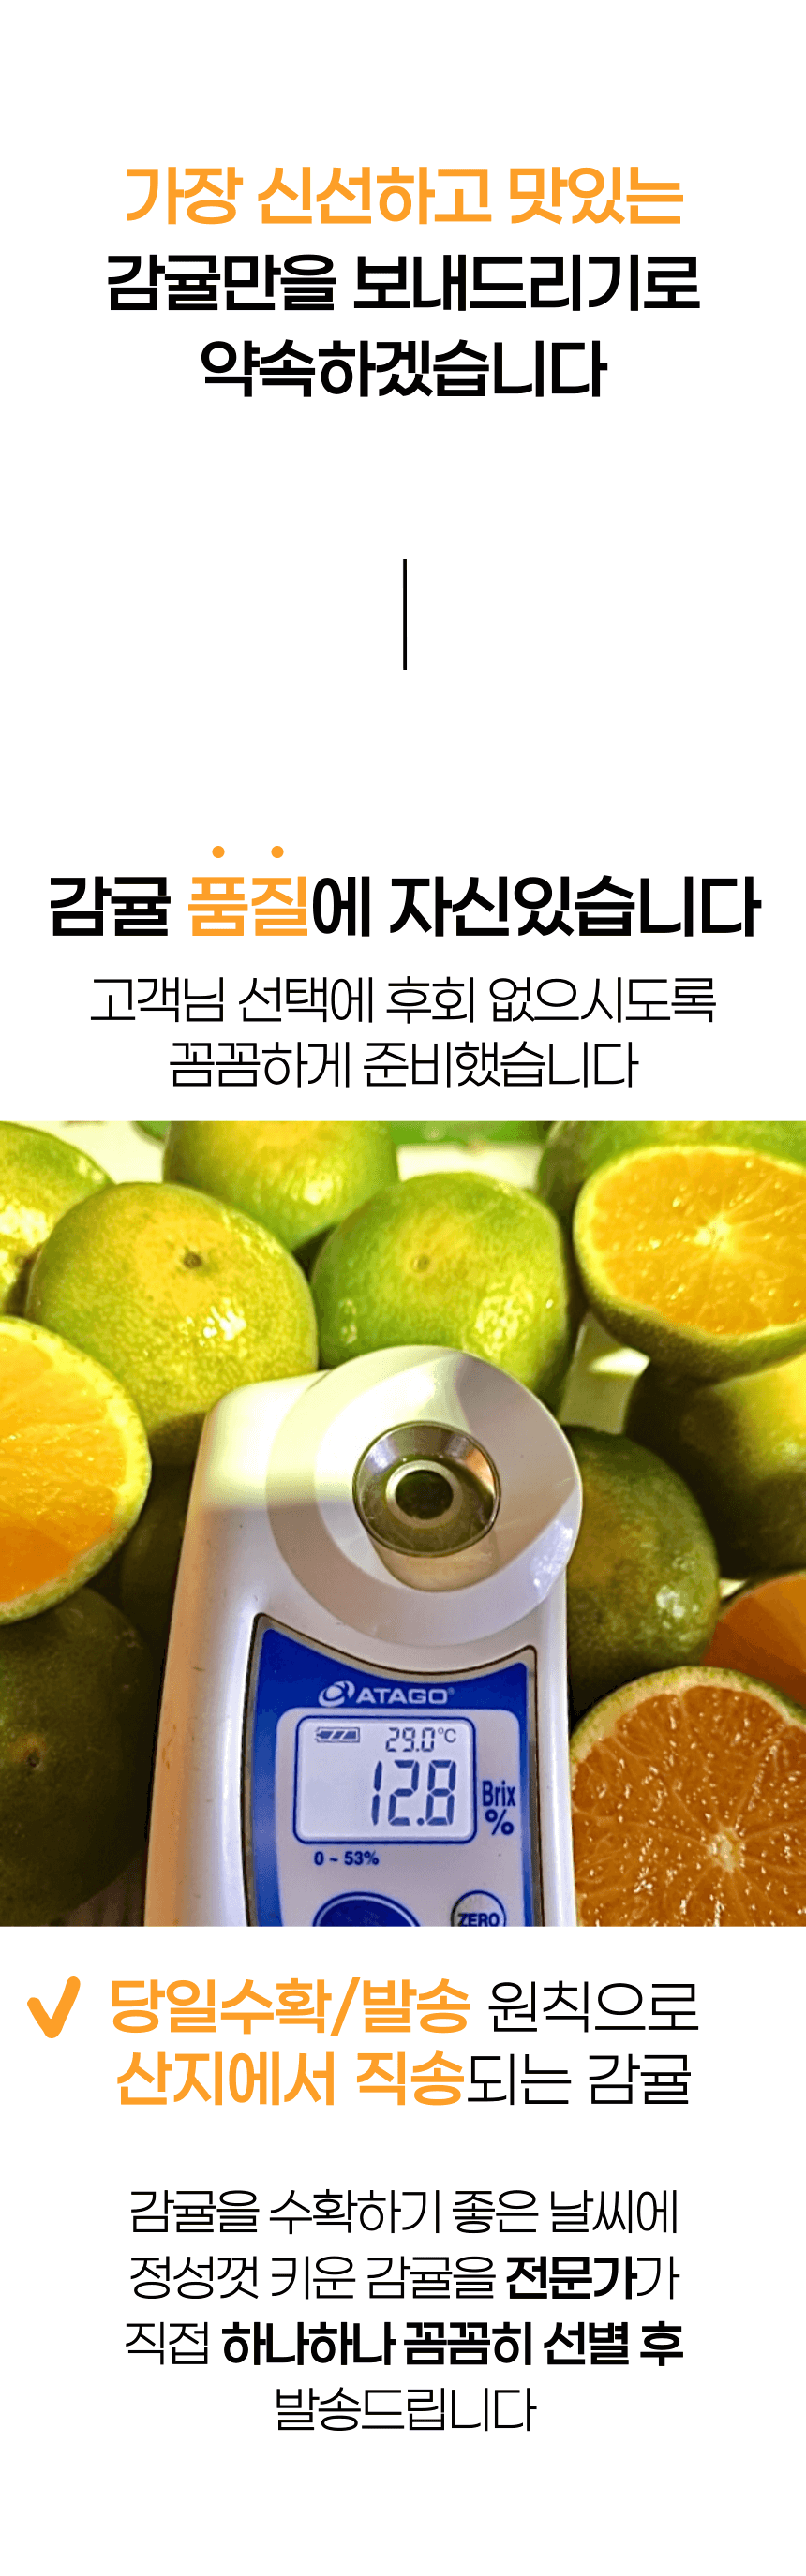 가장 신선하고 맛있는
감귤만을 보내드리기로
약속하겠습니다
감귤 품질에 자신있습니다
고객님 선택에 후회 없으시도록
꼼꼼하게 준비했습니다
ATAGO®
29.0°C
12.8
Brix
%
0 ~ 53%
ZERO
당일수확/발송 원칙으로
산지에서 직송되는 감귤
감귤을 수확하기 좋은 날씨에
정성껏 키운 감귤을 전문가가
직접 하나하나 꼼꼼히 선별 후
발송드립니다